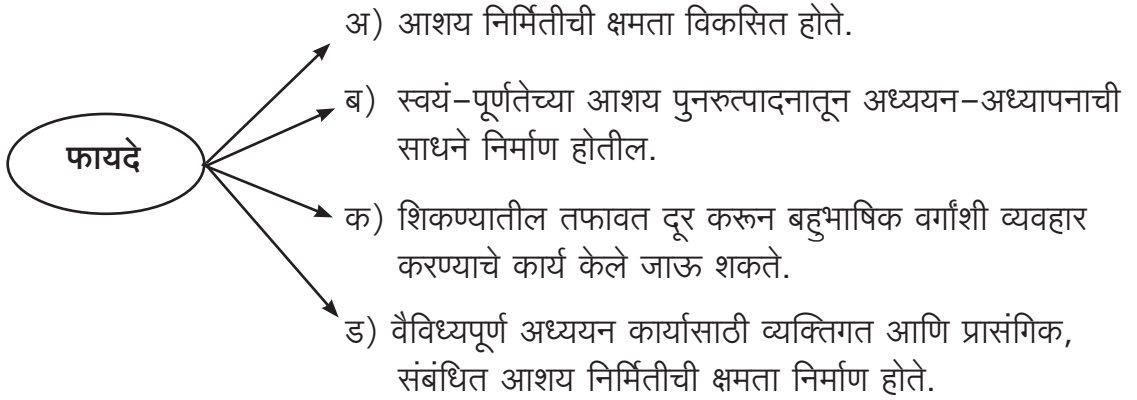 अ) आशय निर्मितीची क्षमता विकसित होते.
फायदे
ब) स्वयं–पूर्णतेच्या आशय पुनरुत्पादनातून अध्ययन–अध्यापनाची
साधने निर्माण होतील.
क) शिकण्यातील तफावत दूर करून बहुभाषिक वर्गांशी व्यवहार
करण्याचे कार्य केले जाऊ शकते.
ड) वैविध्यपूर्ण अध्ययन कार्यासाठी व्यक्तिगत आणि प्रासंगिक,
संबंधित आशय निर्मितीची क्षमता निर्माण होते.